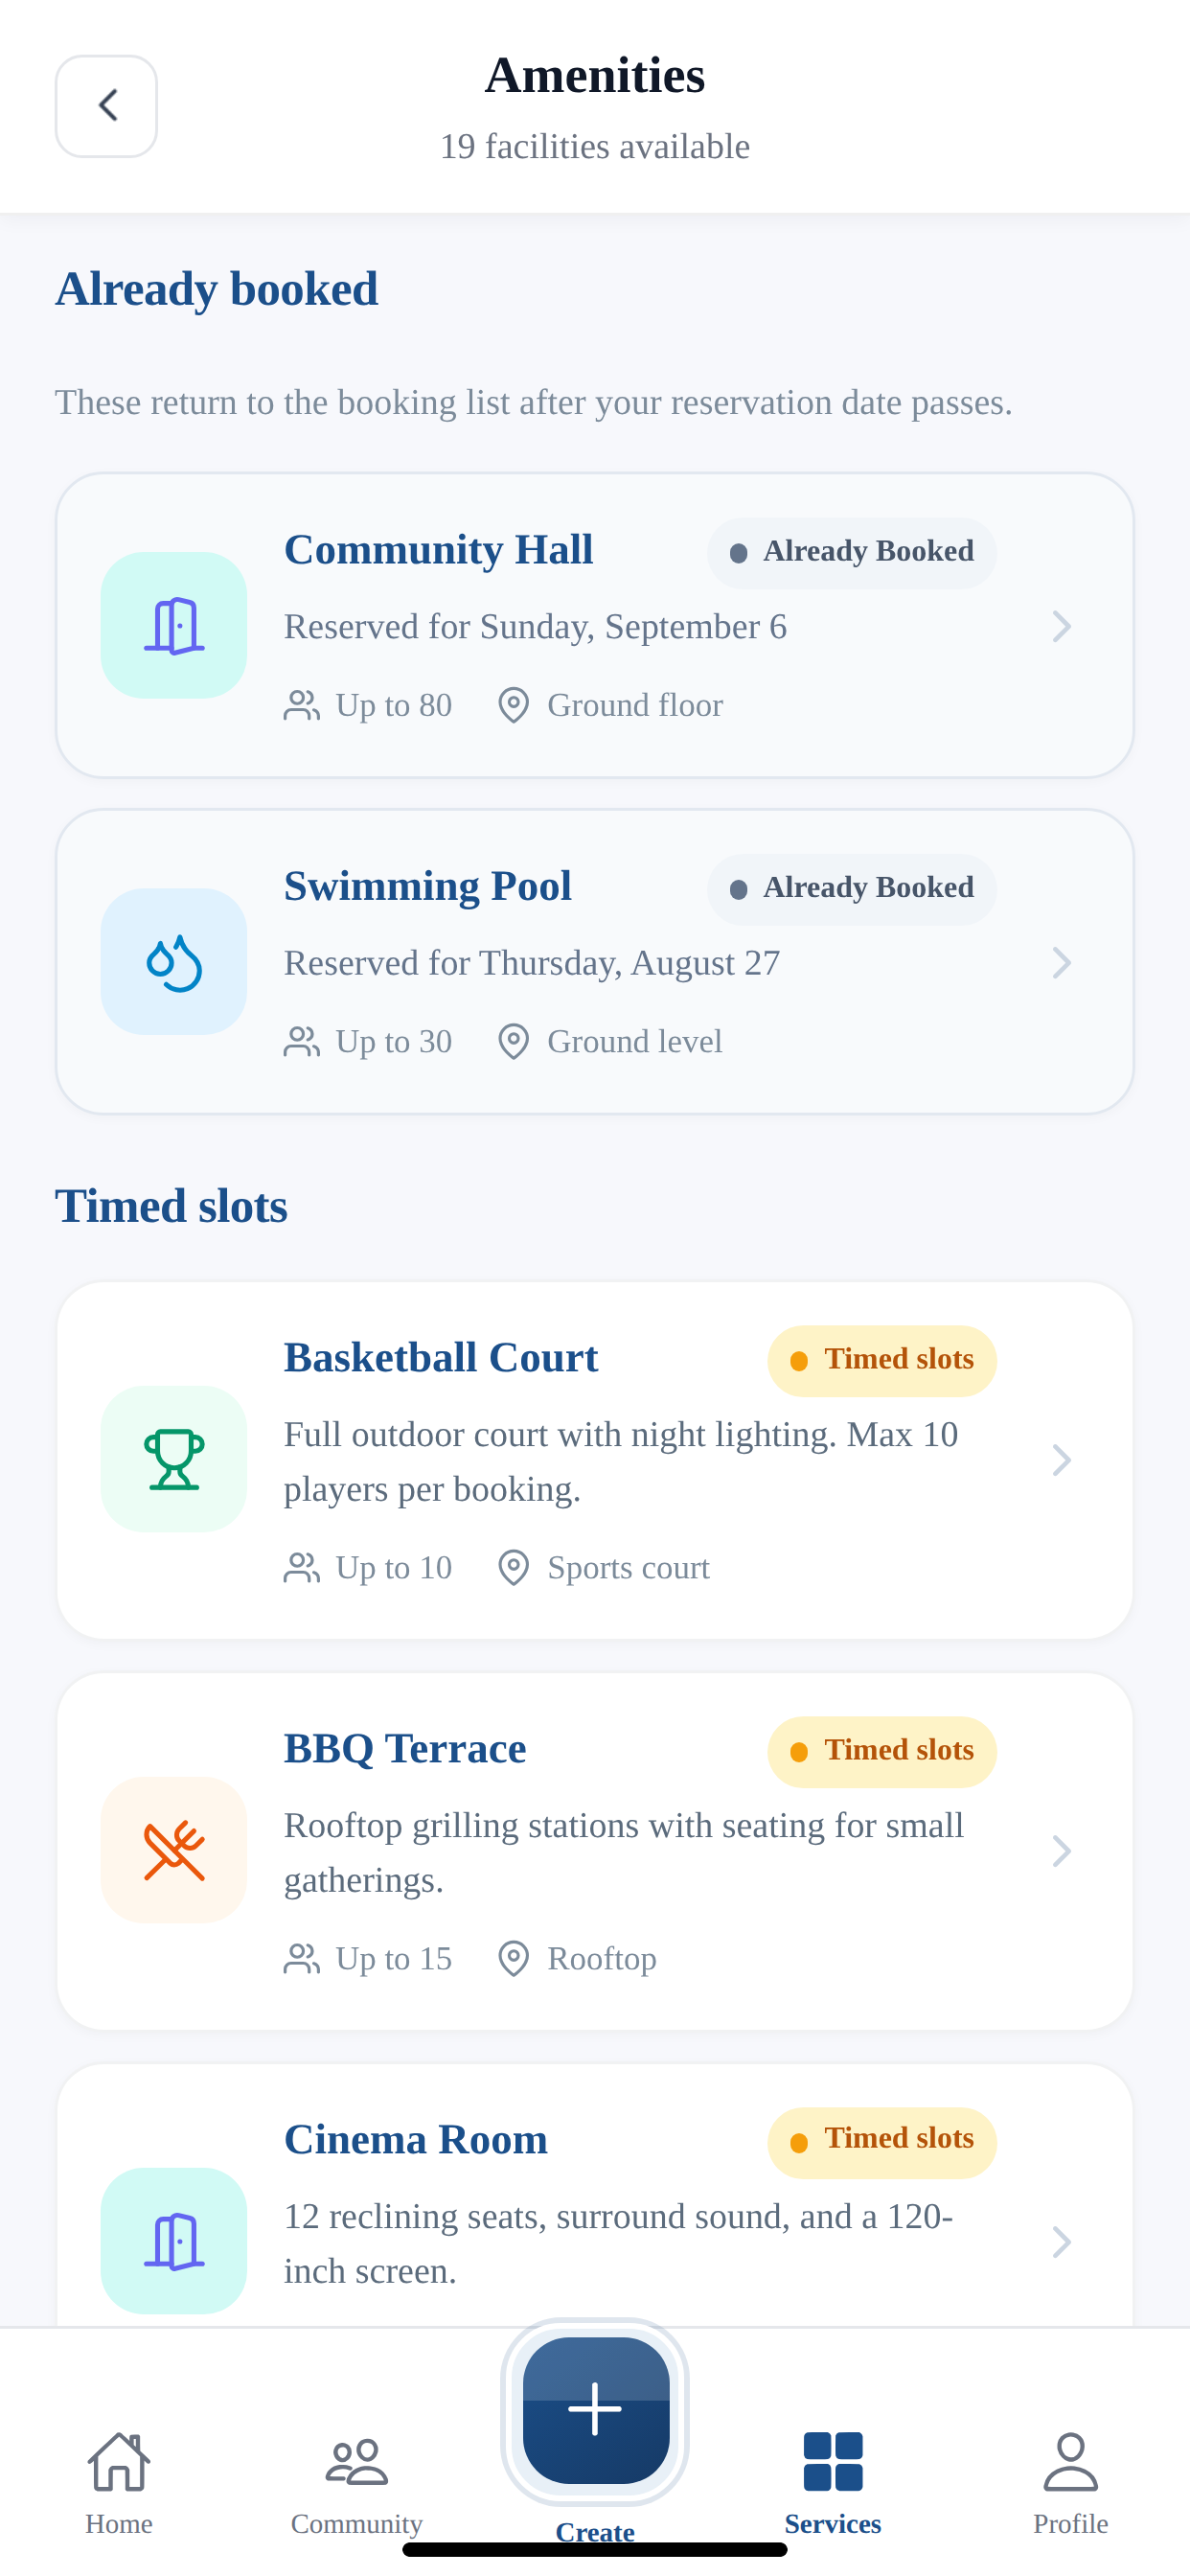 Amenities
19 facilities available
Already booked
These return to the booking list after your reservation date passes.
Community Hall
Already Booked
Reserved for Sunday, September 6
Up to 80
Ground floor
Swimming Pool
Already Booked
Reserved for Thursday, August 27
Up to 30
Ground level
Timed slots
Basketball Court
Timed slots
Full outdoor court with night lighting. Max 10
players per booking.
Up to 10
Sports court
BBQ Terrace
Timed slots
Rooftop grilling stations with seating for small
gatherings.
Up to 15
Rooftop
Cinema Room
Timed slots
12 reclining seats, surround sound, and a 120-
inch screen.
Home
Community
Create
Services
Profile